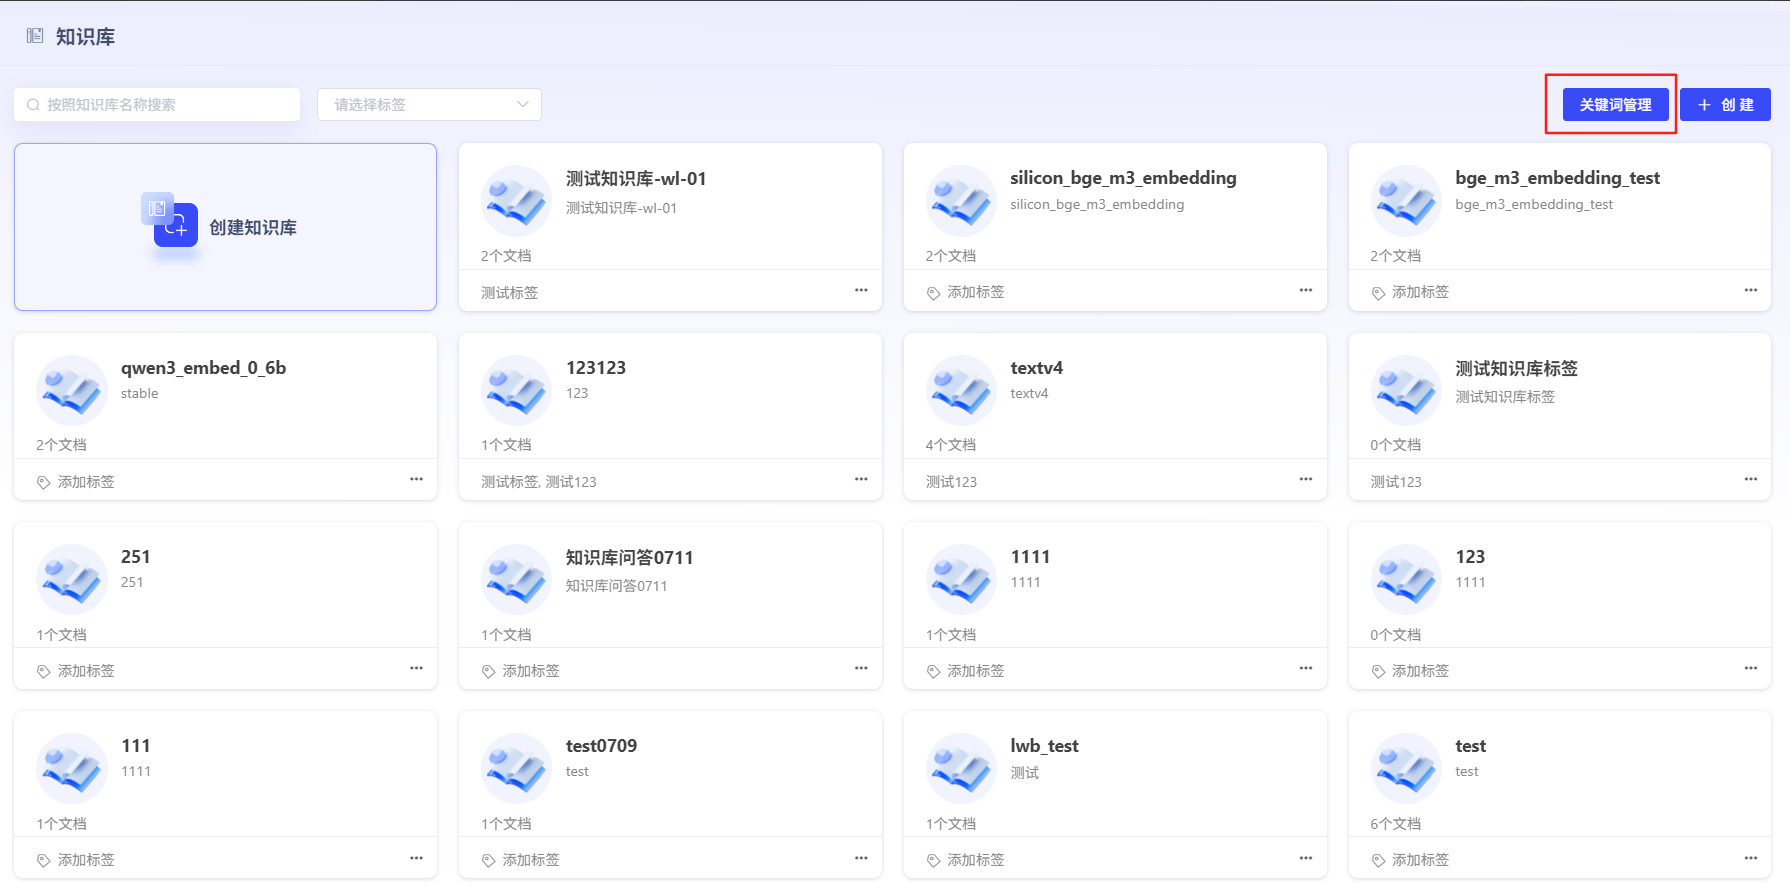 知识库
按照知识库名称搜索
请选择标签
关键词管理
创 建
创建知识库
测试知识库-wl-01
测试知识库-wl-01
2个文档
测试标签
silicon_bge_m3_embedding
silicon_bge_m3_embedding
2个文档
添加标签
bge_m3_embedding_test
bge_m3_embedding_test
2个文档
添加标签
qwen3_embed_0_6b
stable
2个文档
添加标签
123123
123
1个文档
测试标签, 测试123
textv4
textv4
4个文档
测试123
测试知识库标签
测试知识库标签
0个文档
测试123
251
251
1个文档
添加标签
知识库问答0711
知识库问答0711
1个文档
添加标签
1111
1111
1个文档
添加标签
123
1111
0个文档
添加标签
111
1111
1个文档
添加标签
test0709
test
1个文档
添加标签
lwb_test
测试
1个文档
添加标签
test
test
6个文档
添加标签